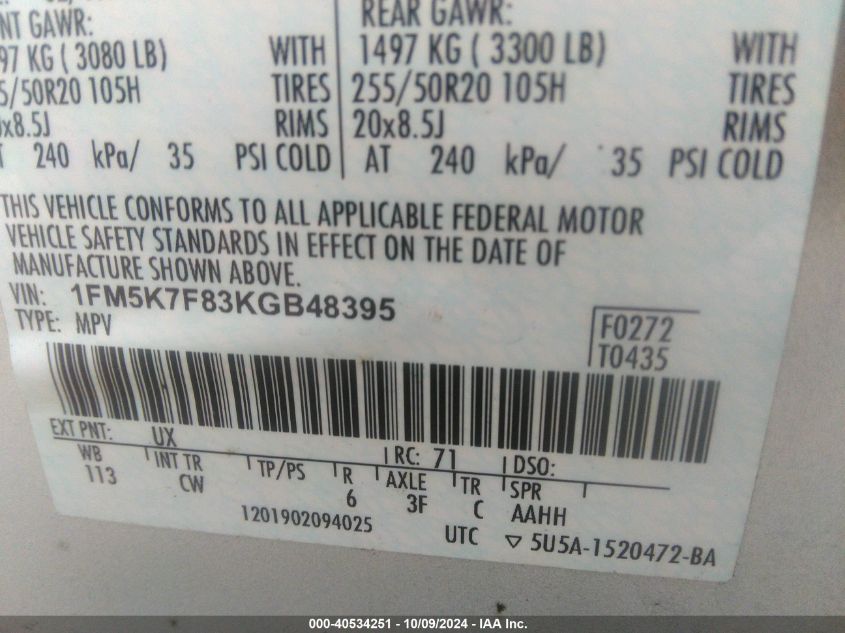 NT GAWR:
97 KG ( 3080 LB) WITH
5/50R20 105H TIRES
x8.5J RIMS
T 240 kPa/ 35 PSI COLD
REAR GAWR:
1497 KG ( 3300 LB) WITH
255/50R20 105H TIRES
20x8.5J RIMS
AT 240 kPa/ 35 PSI COLD
THIS VEHICLE CONFORMS TO ALL APPLICABLE FEDERAL MOTOR
VEHICLE SAFETY STANDARDS IN EFFECT ON THE DATE OF
MANUFACTURE SHOWN ABOVE.
VIN: 1FM5K7F83KGB48395
TYPE: MPV
F0272
T0435
EXT PNT: UX RC: 71 DSO:
WB INT TR TP/PS R AXLE TR SPR
113 CW 6 3F C AAHH
1201902094025
UTC ▽ 5U5A-1520472-BA
000-40534251 - 10/09/2024 - IAA Inc.